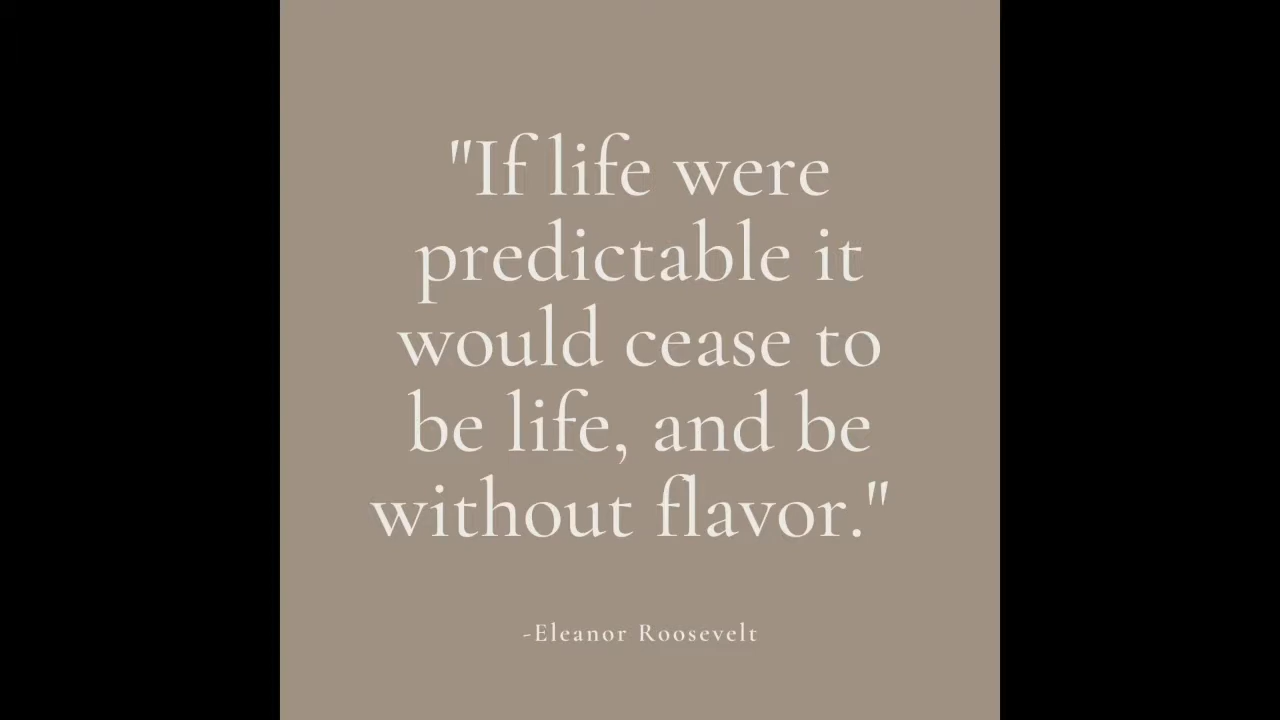 "If life were
predictable it
would cease to
be life, and be
without flavor."
-Eleanor Roosevelt